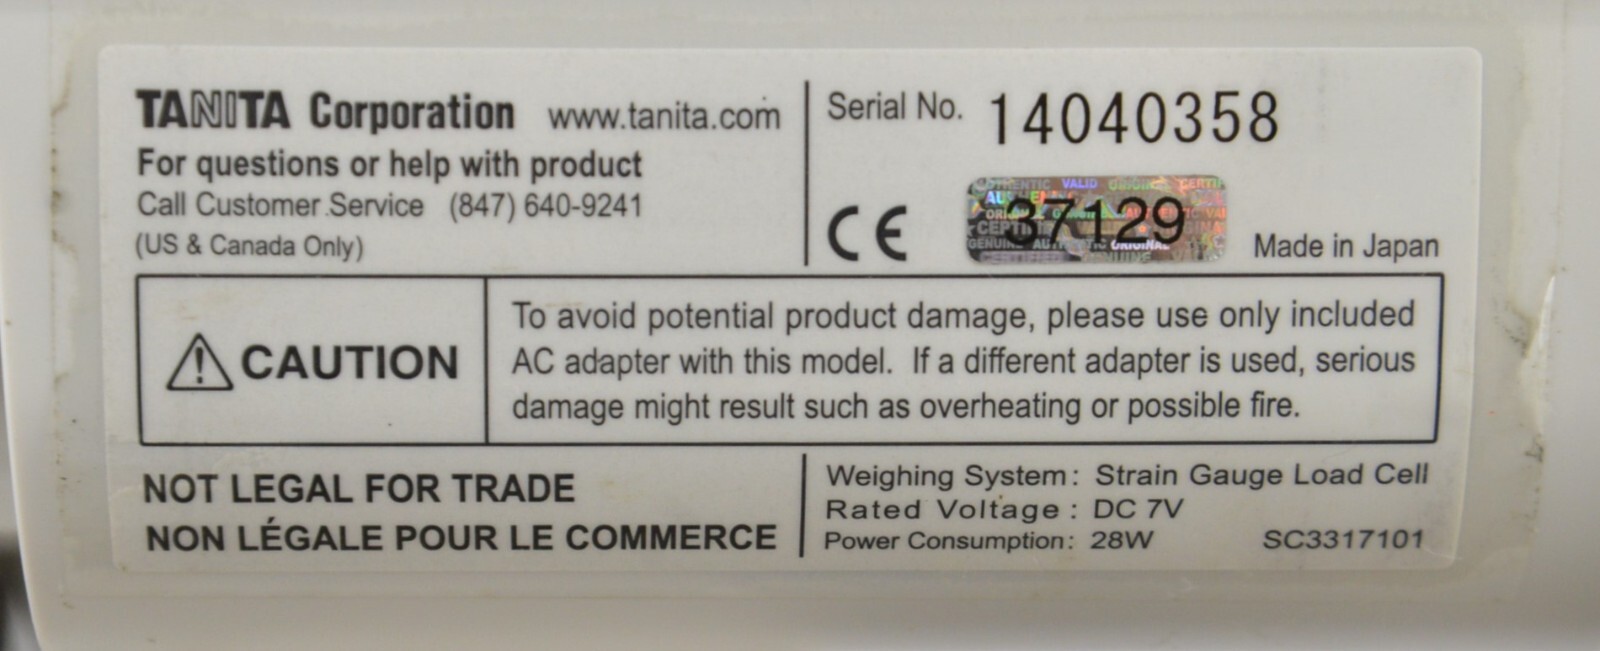 TANITA Corporation www.tanita.com
For questions or help with product
Call Customer Service (847) 640-9241
(US & Canada Only)
Serial No. 14040358
CE 37129 Made in Japan
CAUTION
To avoid potential product damage, please use only included
AC adapter with this model. If a different adapter is used, serious
damage might result such as overheating or possible fire.
NOT LEGAL FOR TRADE
NON LÉGALE POUR LE COMMERCE
Weighing System: Strain Gauge Load Cell
Rated Voltage : DC 7V
Power Consumption: 28W SC3317101